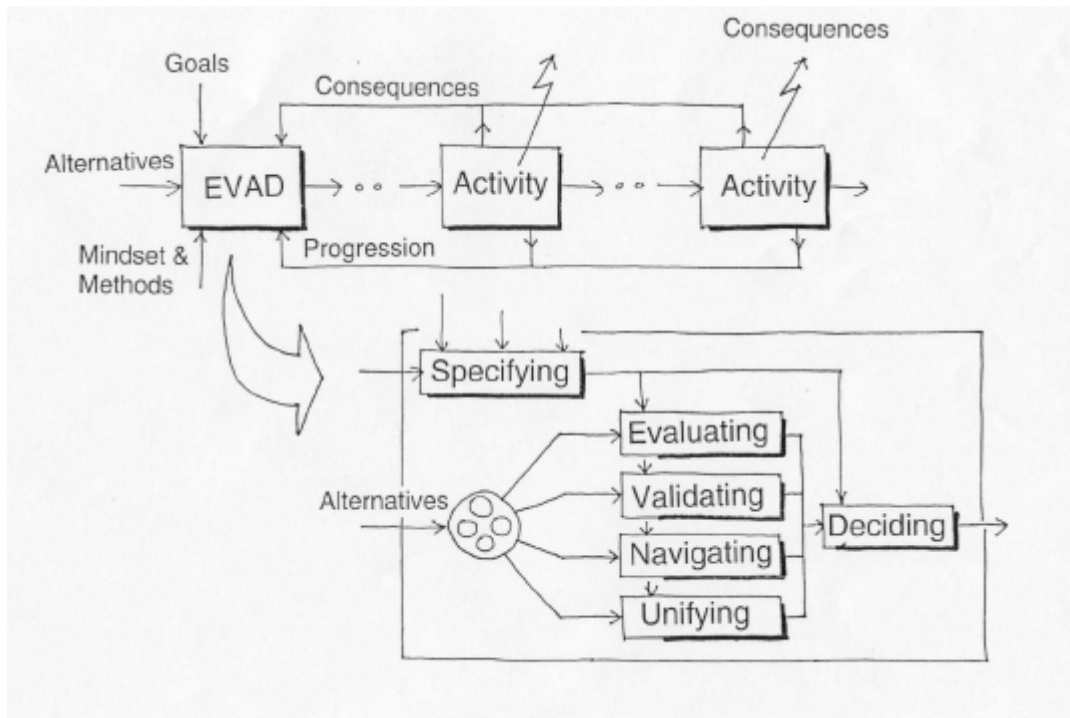 Consequences
Goals
Consequences
Alternatives
EVAD
Activity
Activity
Progression
Mindset &
Methods
Specifying
Evaluating
Alternatives
Validating
Deciding
Navigating
Unifying